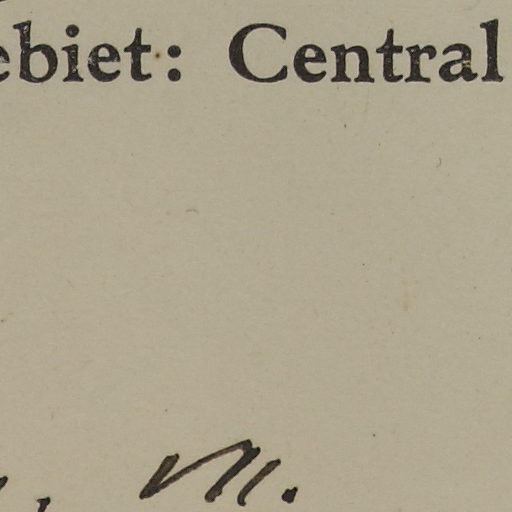 ebiet: Central
, M.